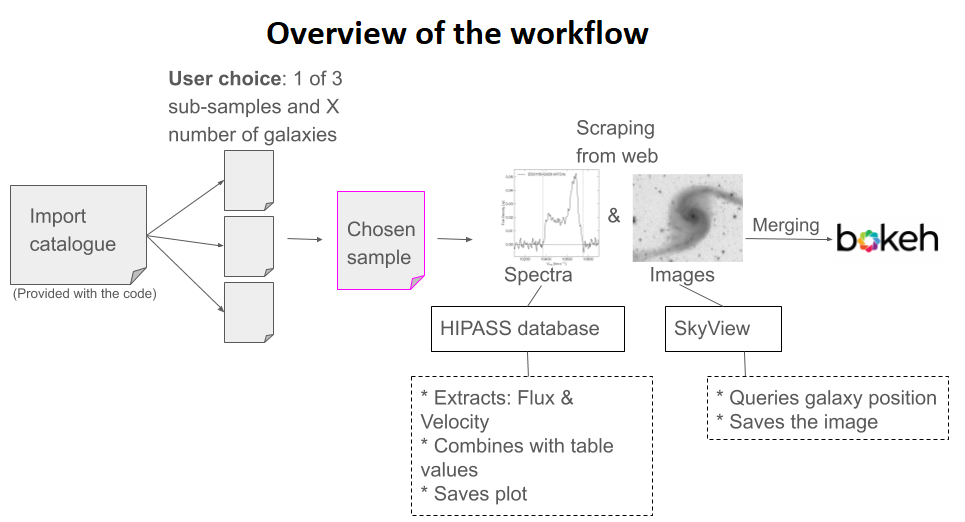 Overview of the workflow
User choice: 1 of 3
sub-samples and X
number of galaxies
Import
catalogue
(Provided with the code)
Chosen
sample
Scraping
from web
&
Spectra
Images
Merging
bokeh
HIPASS database
SkyView
* Extracts: Flux &
Velocity
* Combines with table
values
* Saves plot
* Queries galaxy position
* Saves the image